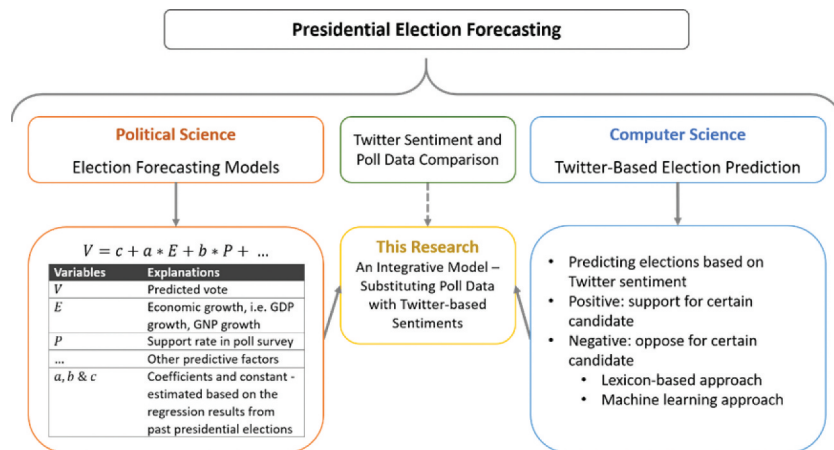 Presidential Election Forecasting
Political Science
Election Forecasting Models
Twitter Sentiment and
Poll Data Comparison
Computer Science
Twitter-Based Election Prediction
V = c + a * E + b * P + …
Variables Explanations
V Predicted vote
E Economic growth, i.e. GDP
growth, GNP growth
P Support rate in poll survey
… Other predictive factors
a, b & c Coefficients and constant -
estimated based on the
regression results from
past presidential elections
This Research
An Integrative Model –
Substituting Poll Data
with Twitter-based
Sentiments
• Predicting elections based on
Twitter sentiment
• Positive: support for certain
candidate
• Negative: oppose for certain
candidate
• Lexicon-based approach
• Machine learning approach